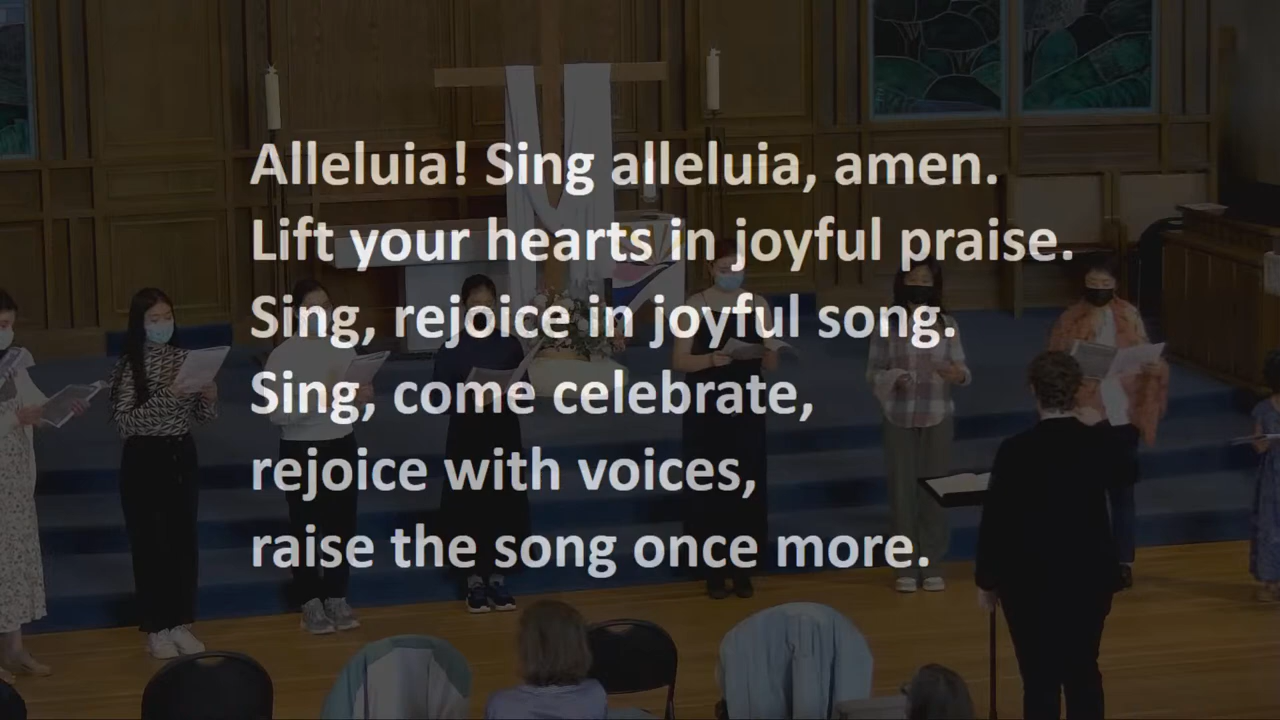 Alleluia! Sing alleluia, amen.
Lift your hearts in joyful praise.
Sing, rejoice in joyful song.
Sing, come celebrate,
rejoice with voices,
raise the song once more.